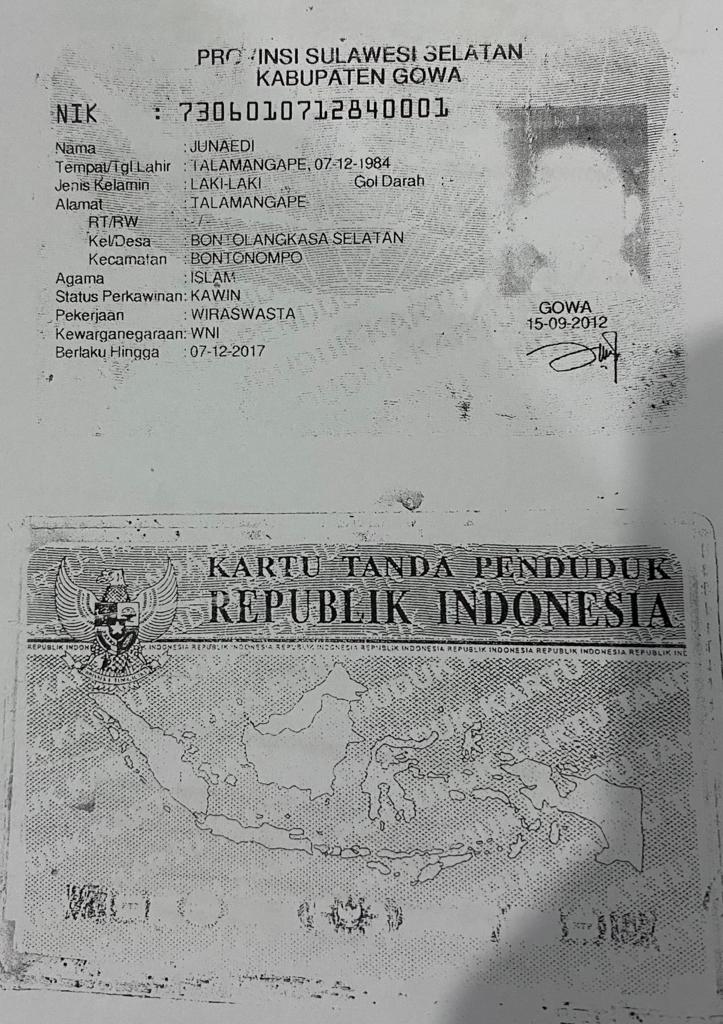 PROVINSI SULAWESI SELATAN
KABUPATEN GOWA
NIK : 7306010712840001
Nama : JUNAEDI
Tempat/Tgl Lahir : TALAMANGAPE, 07-12-1984
Jenis Kelamin : LAKI-LAKI Gol Darah : -
Alamat : TALAMANGAPE
RT/RW : - / -
Kel/Desa : BONTOLANGKASA SELATAN
Kecamatan : BONTONOMPO
Agama : ISLAM
Status Perkawinan: KAWIN
Pekerjaan : WIRASWASTA
Kewarganegaraan: WNI
Berlaku Hingga : 07-12-2017
GOWA
15-09-2012
KARTU TANDA PENDUDUK
REPUBLIK INDONESIA
REPUBLIK INDONESIA REPUBLIK INDONESIA REPUBLIK INDONESIA REPUBLIK INDONESIA REPUBLIK INDONESIA REPUBLIK INDONESIA REPUBLIK IND